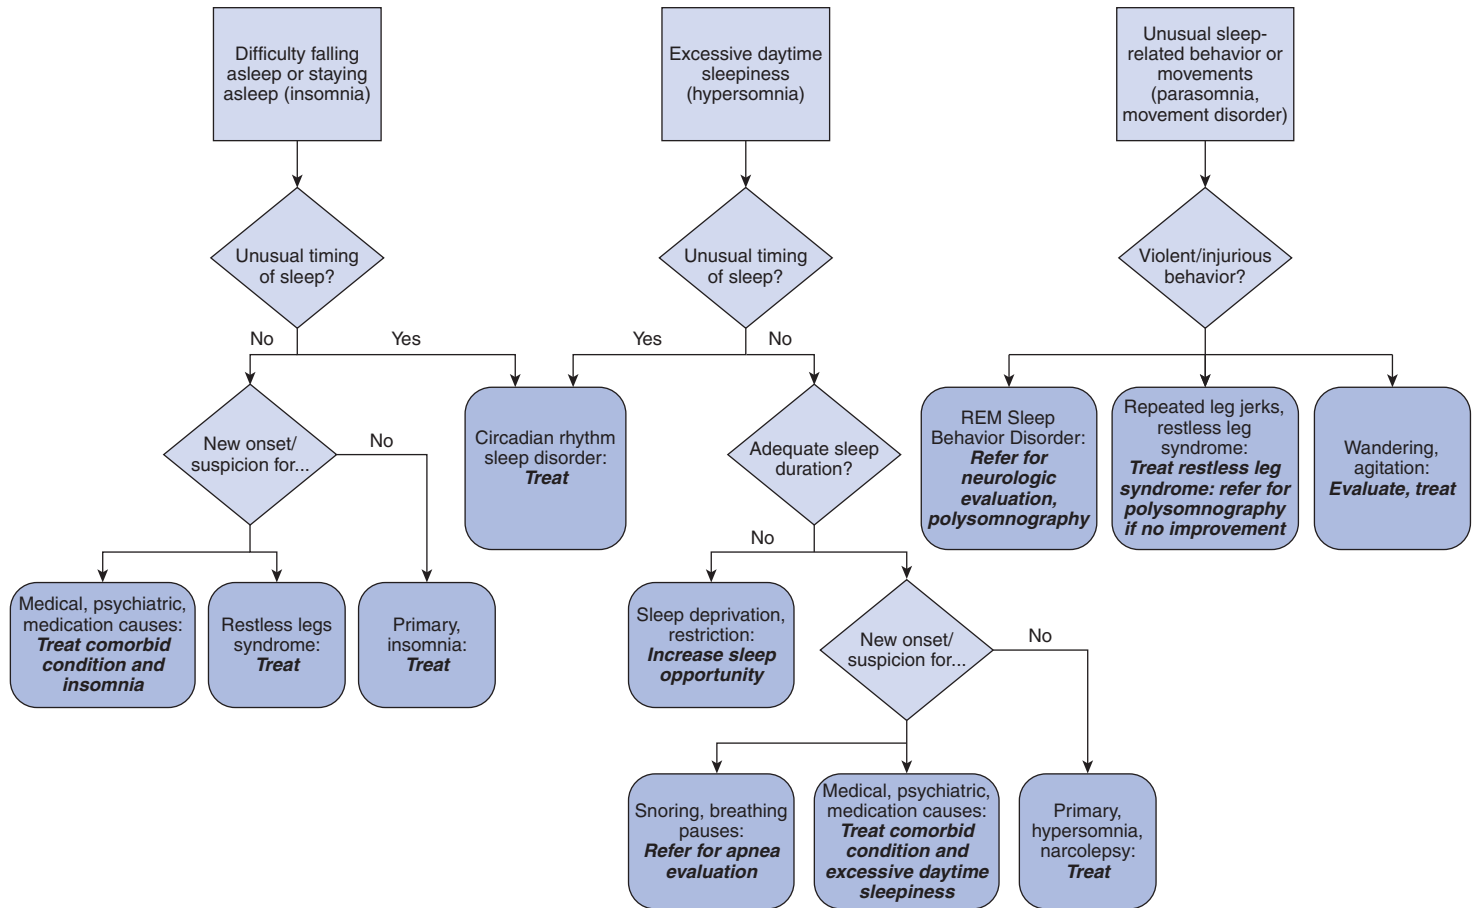 Difficulty falling
asleep or staying
asleep (insomnia)
Excessive daytime
sleepiness
(hypersomnia)
Unusual sleep-
related behavior or
movements
(parasomnia,
movement disorder)
Unusual timing
of sleep?
Unusual timing
of sleep?
Violent/injurious
behavior?
No
Yes
Yes
No
New onset/
suspicion for...
No
Circadian rhythm
sleep disorder:
Treat
Adequate sleep
duration?
REM Sleep
Behavior Disorder:
Refer for
neurologic
evaluation,
polysomnography
Repeated leg jerks,
restless leg
syndrome:
Treat restless leg
syndrome: refer for
polysomnography
if no improvement
Wandering,
agitation:
Evaluate, treat
No
Medical, psychiatric,
medication causes:
Treat comorbid
condition and
insomnia
Restless legs
syndrome:
Treat
Primary,
insomnia:
Treat
Sleep deprivation,
restriction:
Increase sleep
opportunity
New onset/
suspicion for...
No
Snoring, breathing
pauses:
Refer for apnea
evaluation
Medical, psychiatric,
medication causes:
Treat comorbid
condition and
excessive daytime
sleepiness
Primary,
hypersomnia,
narcolepsy:
Treat